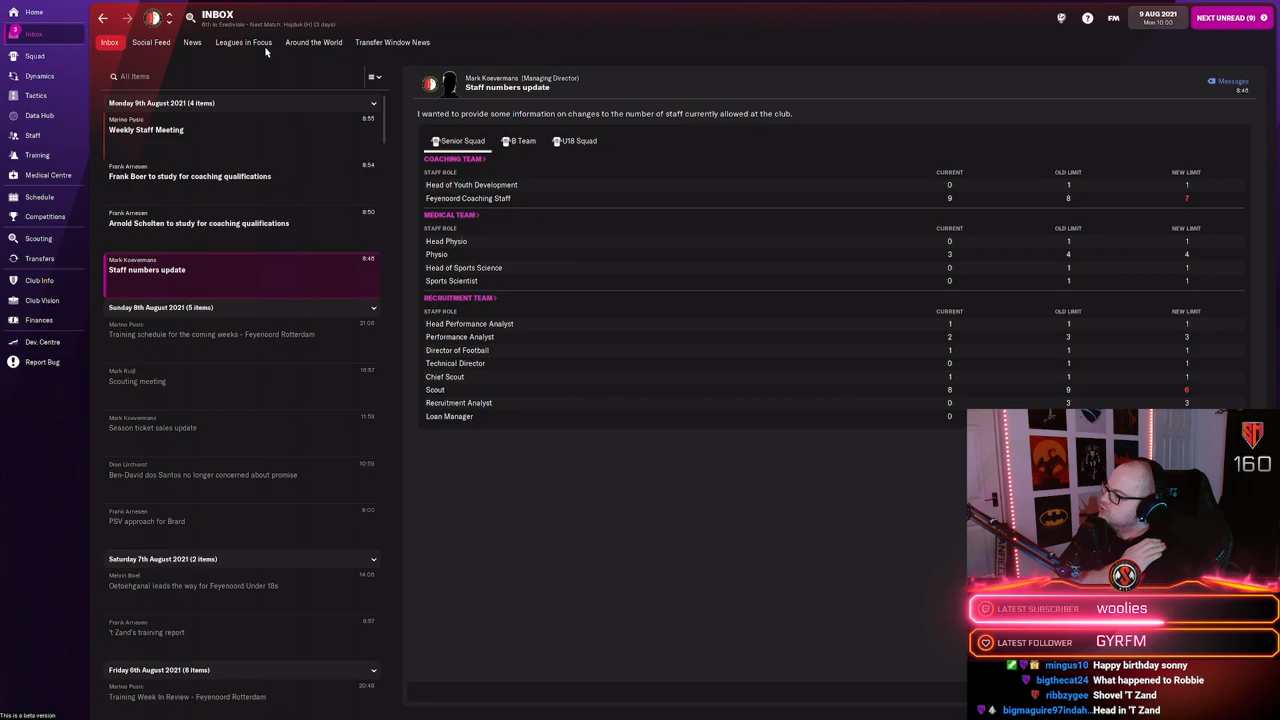 Home
INBOX
6th in Eredivisie - Next Match: Hajduk (H) (3 days)
FM
9 AUG 2021
Mon 10:00
NEXT UNREAD (9)
3
Inbox
Squad
Dynamics
Tactics
Data Hub
Staff
Training
Medical Centre
Schedule
Competitions
Scouting
Transfers
Club Info
Club Vision
Finances
Dev. Centre
Report Bug
This is a beta version
Inbox
Social Feed
News
Leagues in Focus
Around the World
Transfer Window News
All Items
Monday 9th August 2021 (4 items)
Marino Pusic
8:55
Weekly Staff Meeting
Frank Arnesen
8:54
Frank Boer to study for coaching qualifications
Frank Arnesen
8:50
Arnold Scholten to study for coaching qualifications
Mark Koevermans
8:46
Staff numbers update
Sunday 8th August 2021 (5 items)
Marino Pusic
21:06
Training schedule for the coming weeks - Feyenoord Rotterdam
Mark Ruijl
16:57
Scouting meeting
Mark Koevermans
11:59
Season ticket sales update
Dion Linthorst
10:59
Ben-David dos Santos no longer concerned about promise
Frank Arnesen
9:00
PSV approach for Brard
Saturday 7th August 2021 (2 items)
Melvin Boel
14:06
Oetoehganal leads the way for Feyenoord Under 18s
Frank Arnesen
8:57
't Zand's training report
Friday 6th August 2021 (8 items)
Marino Pusic
20:48
Training Week In Review - Feyenoord Rotterdam
Mark Koevermans (Managing Director)
Staff numbers update
Messages
8:46
I wanted to provide some information on changes to the number of staff currently allowed at the club.
Senior Squad
B Team
U18 Squad
COACHING TEAM >
STAFF ROLE CURRENT OLD LIMIT NEW LIMIT
Head of Youth Development 0 1 1
Feyenoord Coaching Staff 9 8 7
MEDICAL TEAM >
STAFF ROLE CURRENT OLD LIMIT NEW LIMIT
Head Physio 0 1 1
Physio 3 4 4
Head of Sports Science 0 1 1
Sports Scientist 0 1 1
RECRUITMENT TEAM >
STAFF ROLE CURRENT OLD LIMIT NEW LIMIT
Head Performance Analyst 1 1 1
Performance Analyst 2 3 3
Director of Football 1 1 1
Technical Director 0 1 1
Chief Scout 1 1 1
Scout 8 9 6
Recruitment Analyst 0 3 3
Loan Manager 0
SM
160
LATEST SUBSCRIBER woolies
LATEST FOLLOWER GYRFM
mingus10 Happy birthday sonny
bigthecat24 What happened to Robbie
ribbzygee Shovel 'T Zand
bigmaguire97indah... Head in 'T Zand